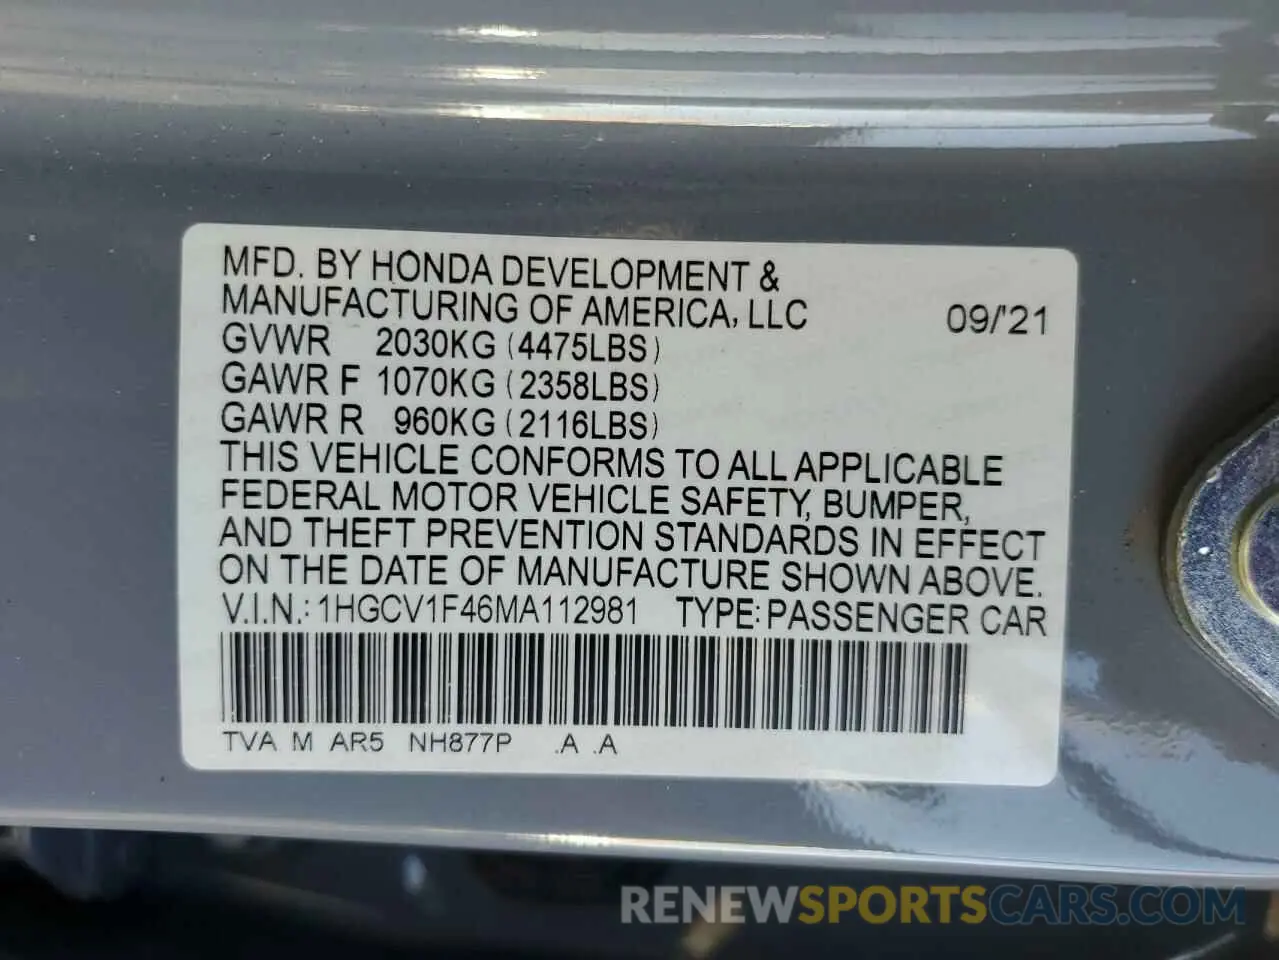 MFD. BY HONDA DEVELOPMENT &
MANUFACTURING OF AMERICA, LLC 09/'21
GVWR 2030KG (4475LBS)
GAWR F 1070KG (2358LBS)
GAWR R 960KG (2116LBS)
THIS VEHICLE CONFORMS TO ALL APPLICABLE
FEDERAL MOTOR VEHICLE SAFETY, BUMPER,
AND THEFT PREVENTION STANDARDS IN EFFECT
ON THE DATE OF MANUFACTURE SHOWN ABOVE.
V.I.N.: 1HGCV1F46MA112981 TYPE: PASSENGER CAR
TVA M AR5 NH877P .A .A
RENEWSPORTSCARS.COM